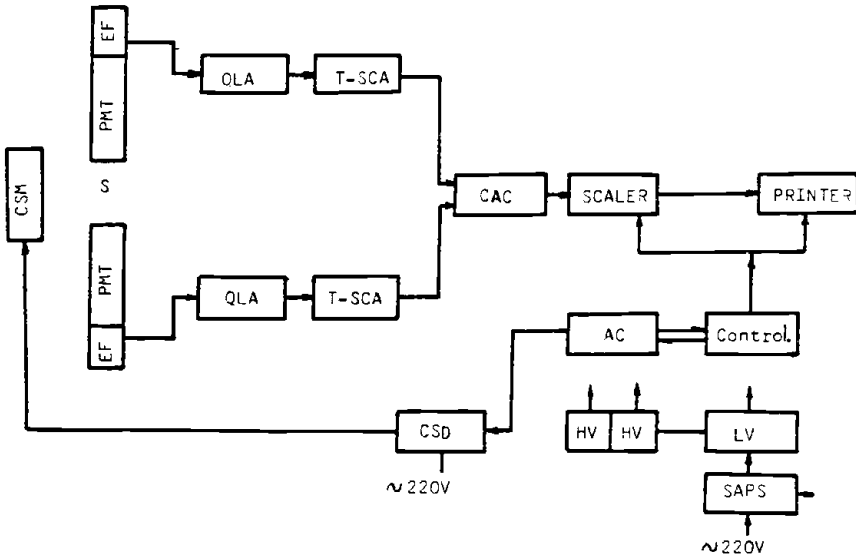 EF
PMT
QLA
T-SCA
CSM
S
CAC
SCALER
PRINTER
PMT
EF
QLA
T-SCA
AC
Control.
CSD
~220V
HV
HV
LV
SAPS
~220V